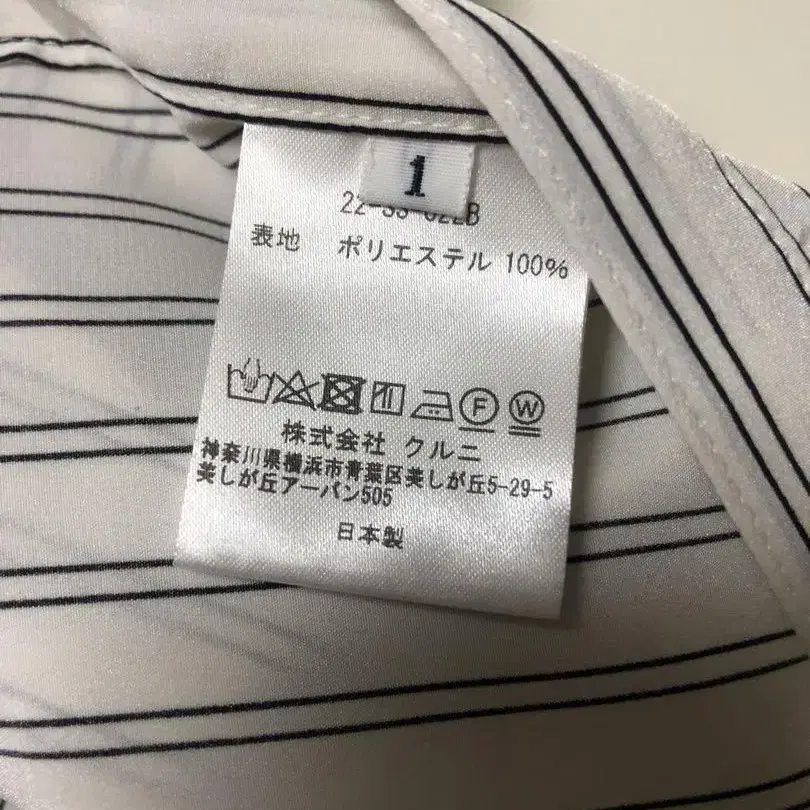 1
表地 ポリエステル 100%
F W
株式会社 クルニ
神奈川県横浜市青葉区美しが丘5-29-5
美しが丘アーバン505
日本製